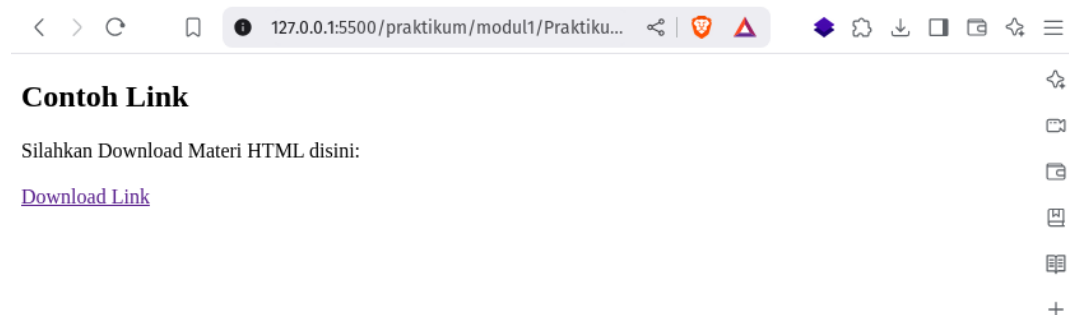 127.0.0.1:5500/praktikum/modul1/Praktiku...
Contoh Link
Silahkan Download Materi HTML disini:
Download Link